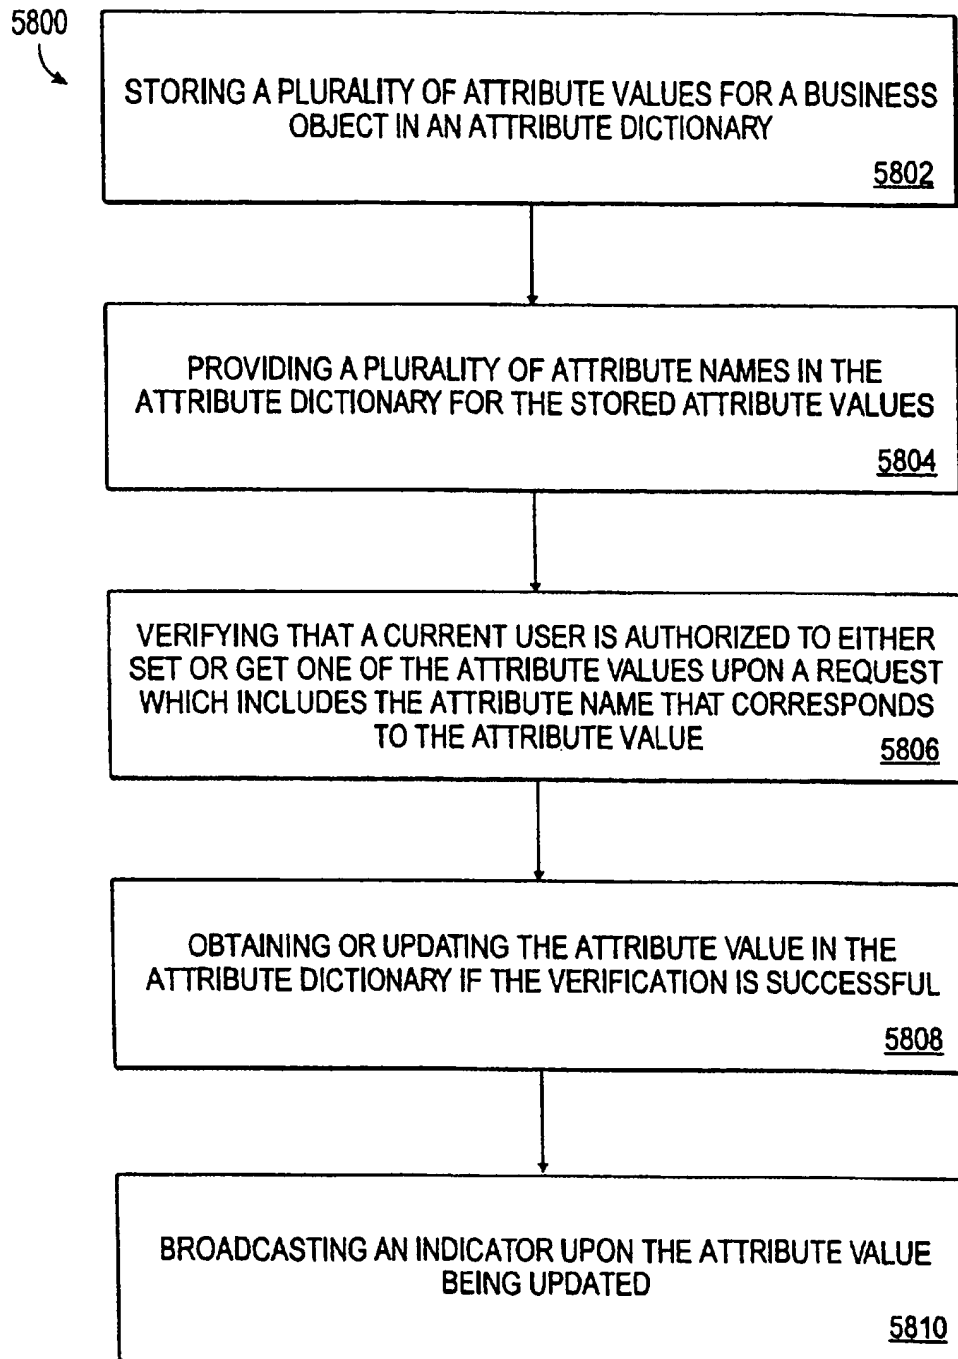 5800
STORING A PLURALITY OF ATTRIBUTE VALUES FOR A BUSINESS
OBJECT IN AN ATTRIBUTE DICTIONARY
5802
PROVIDING A PLURALITY OF ATTRIBUTE NAMES IN THE
ATTRIBUTE DICTIONARY FOR THE STORED ATTRIBUTE VALUES
5804
VERIFYING THAT A CURRENT USER IS AUTHORIZED TO EITHER
SET OR GET ONE OF THE ATTRIBUTE VALUES UPON A REQUEST
WHICH INCLUDES THE ATTRIBUTE NAME THAT CORRESPONDS
TO THE ATTRIBUTE VALUE
5806
OBTAINING OR UPDATING THE ATTRIBUTE VALUE IN THE
ATTRIBUTE DICTIONARY IF THE VERIFICATION IS SUCCESSFUL
5808
BROADCASTING AN INDICATOR UPON THE ATTRIBUTE VALUE
BEING UPDATED
5810